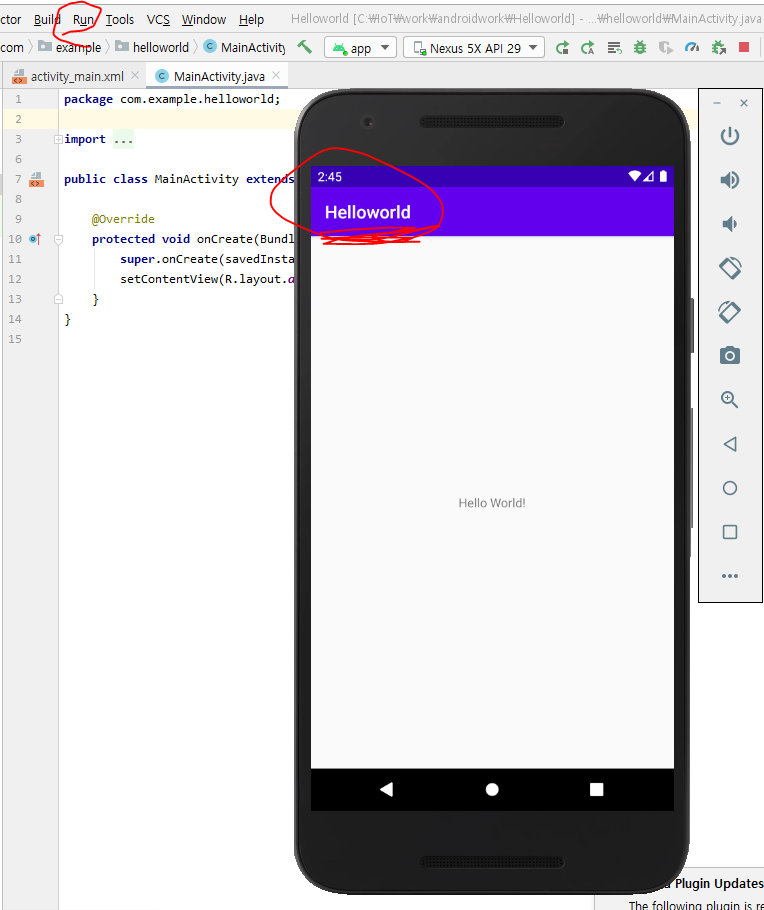 ctor Build Run Tools VCS Window Help Helloworld [C:₩IoT₩work₩androidwork₩Helloworld] - ...₩helloworld₩MainActivity.java
com example helloworld MainActivity app Nexus 5X API 29
activity_main.xml MainActivity.java
1 package com.example.helloworld;
2
3 import ...
6
7 public class MainActivity extends
8
9 @Override
10 protected void onCreate(Bundl
11 super.onCreate(savedInsta
12 setContentView(R.layout.a
13 }
14 }
15
2:45
Helloworld
Hello World!
Plugin Updates
The following plugin is re